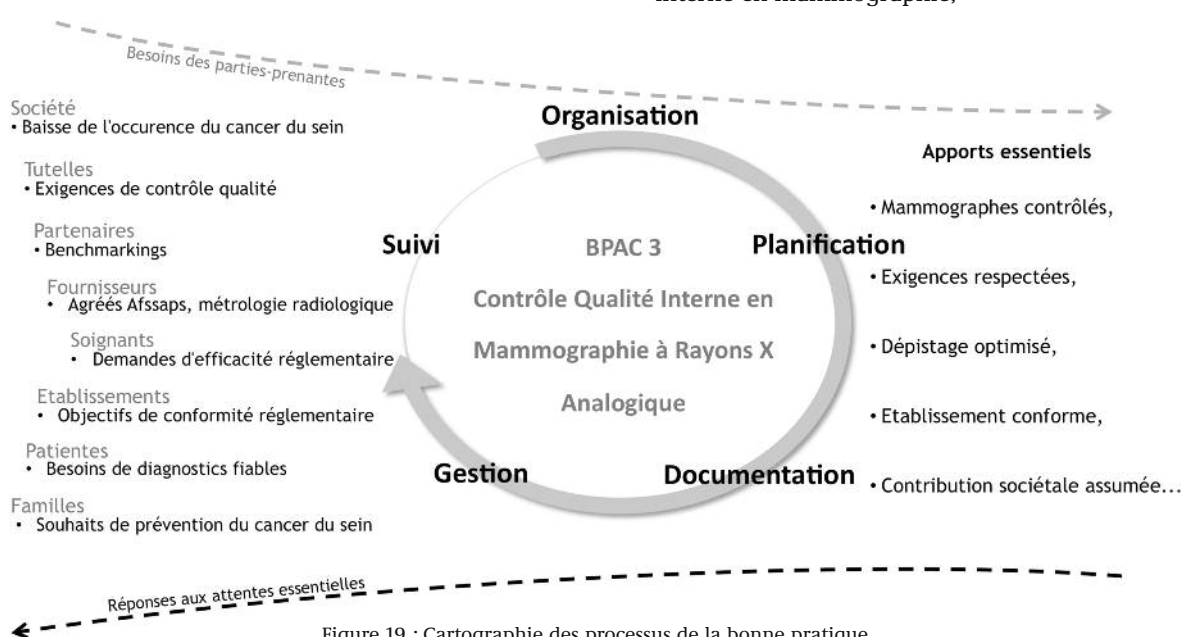 interne en mammographie,
Besoins des parties-prenantes
Société
• Baisse de l'occurence du cancer du sein
Tutelles
• Exigences de contrôle qualité
Partenaires
• Benchmarkings
Fournisseurs
• Agréés Afssaps, métrologie radiologique
Soignants
• Demandes d'efficacité réglementaire
Etablissements
• Objectifs de conformité réglementaire
Patientes
• Besoins de diagnostics fiables
Familles
• Souhaits de prévention du cancer du sein
Organisation
Suivi
Planification
BPAC 3
Contrôle Qualité Interne en
Mammographie à Rayons X
Analogique
Gestion
Documentation
Apports essentiels
• Mammographes contrôlés,
• Exigences respectées,
• Dépistage optimisé,
• Etablissement conforme,
• Contribution sociétale assumée...
Réponses aux attentes essentielles
Figure 19 : Cartographie des processus de la bonne pratique